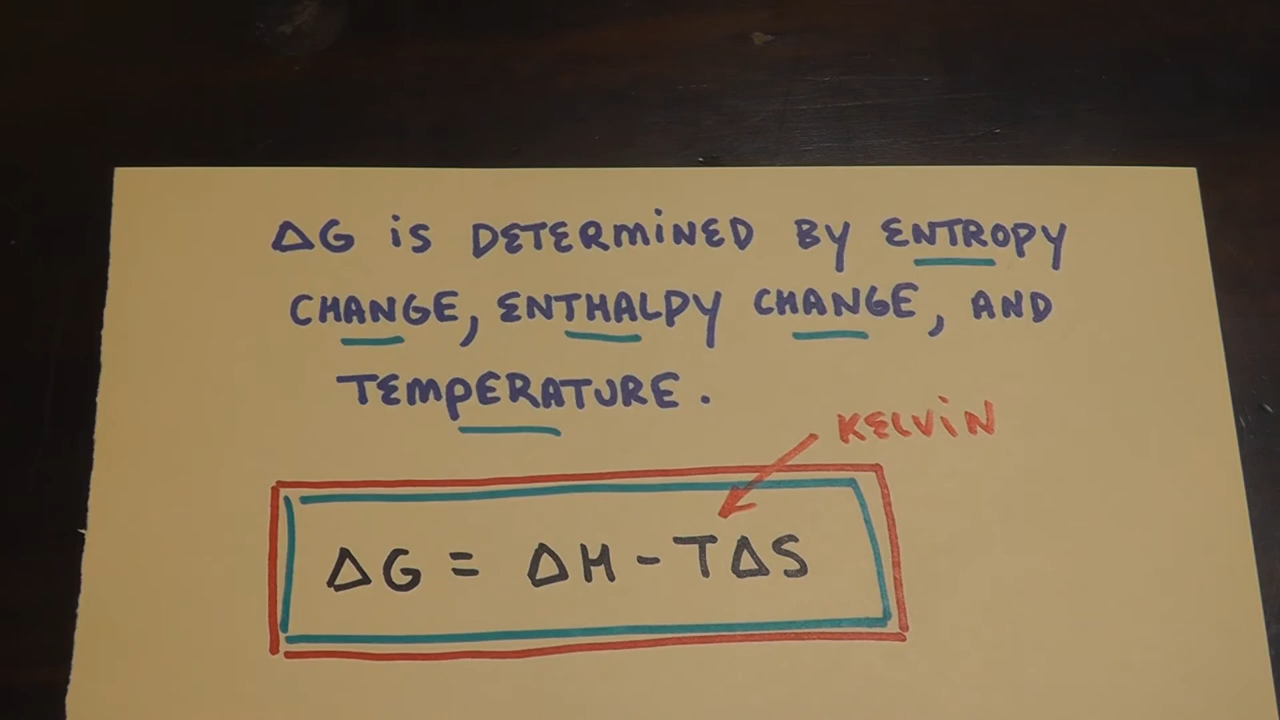 ΔG is DETERMINED BY ENTROPY
CHANGE, ENTHALPY CHANGE, AND
TEMPERATURE.
KELVIN
ΔG = ΔH - TΔS